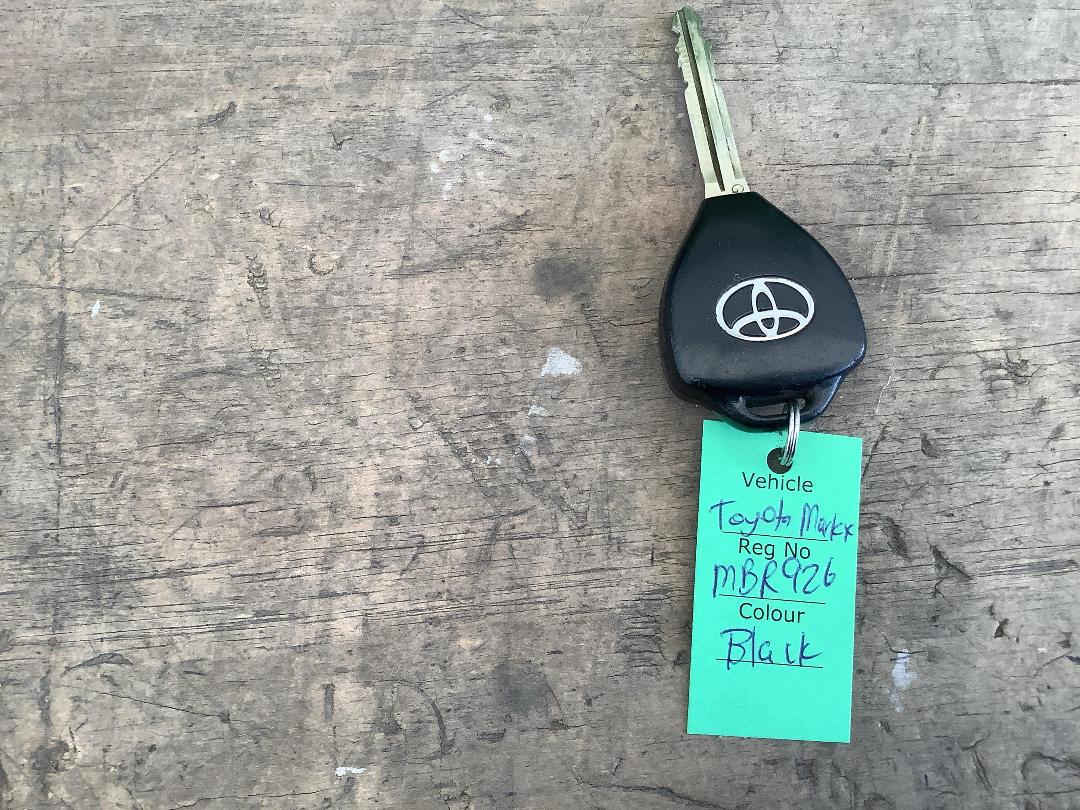 Vehicle
Toyota Markx
Reg No
MBR926
Colour
Black